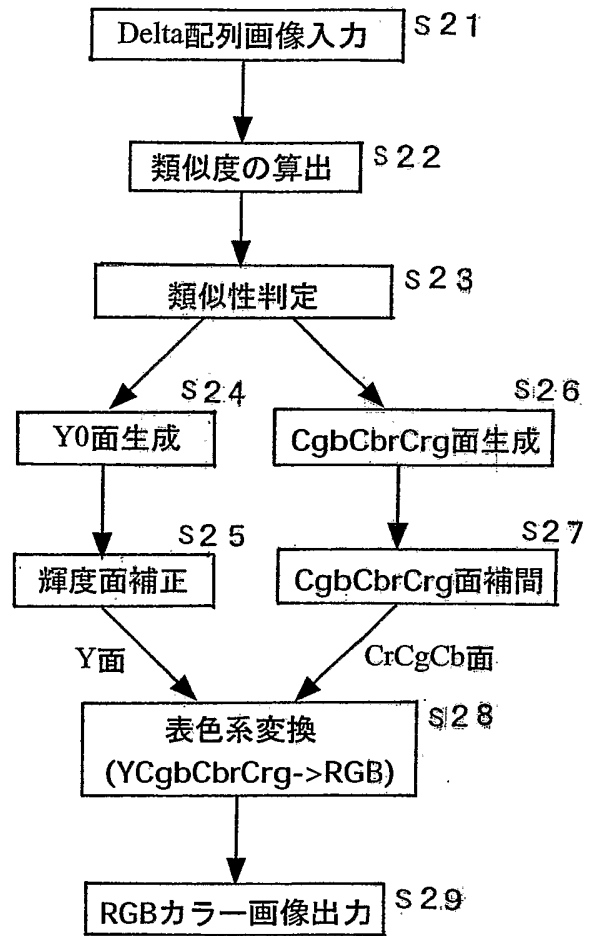 Delta配列画像入力 S21
類似度の算出 S22
類似性判定 S23
S24
Y0面生成
S26
CgbCbrCrg面生成
S25
輝度面補正
S27
CgbCbrCrg面補間
Y面
CrCgCb面
表色系変換 S28
(YCgbCbrCrg->RGB)
RGBカラー画像出力 S29